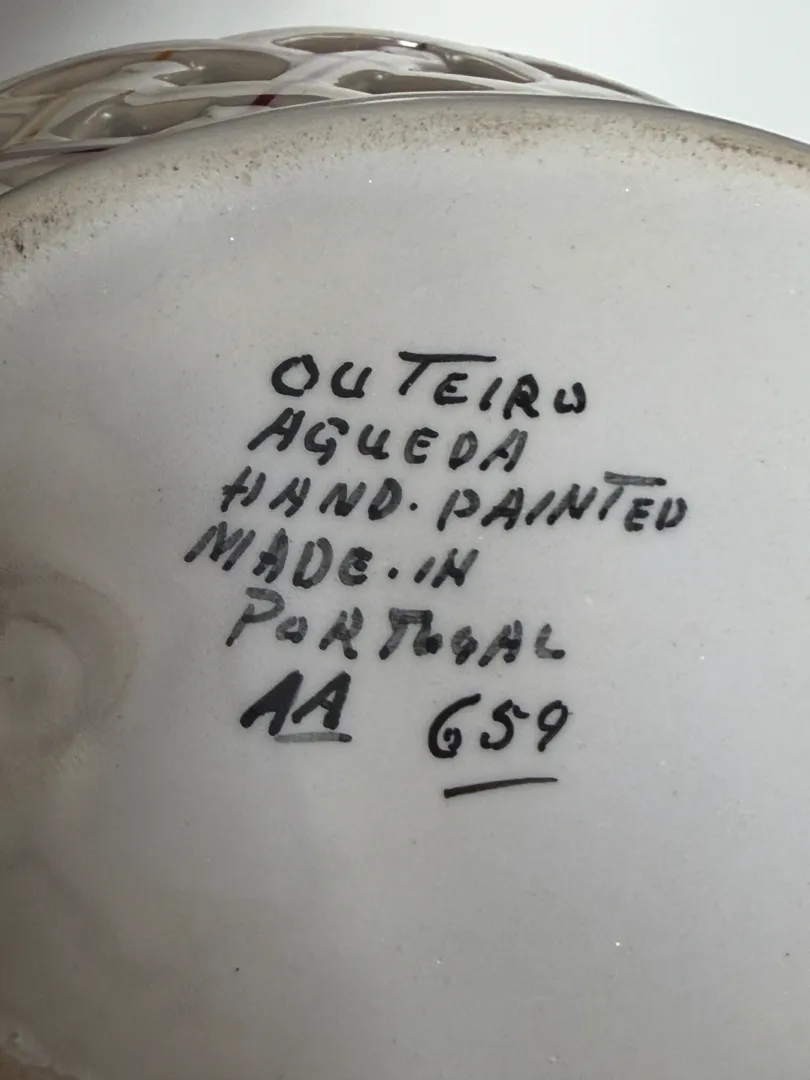 OUTEIRO
AGUEDA
HAND. PAINTED
MADE. IN
PORTUGAL
AA 659